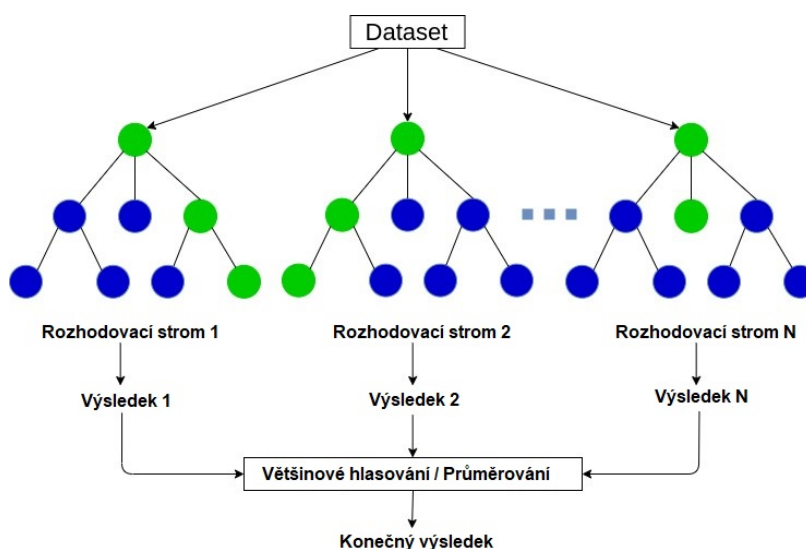 Dataset
Rozhodovací strom 1
Rozhodovací strom 2
Rozhodovací strom N
Výsledek 1
Výsledek 2
Výsledek N
Většinové hlasování / Průměrování
Konečný výsledek